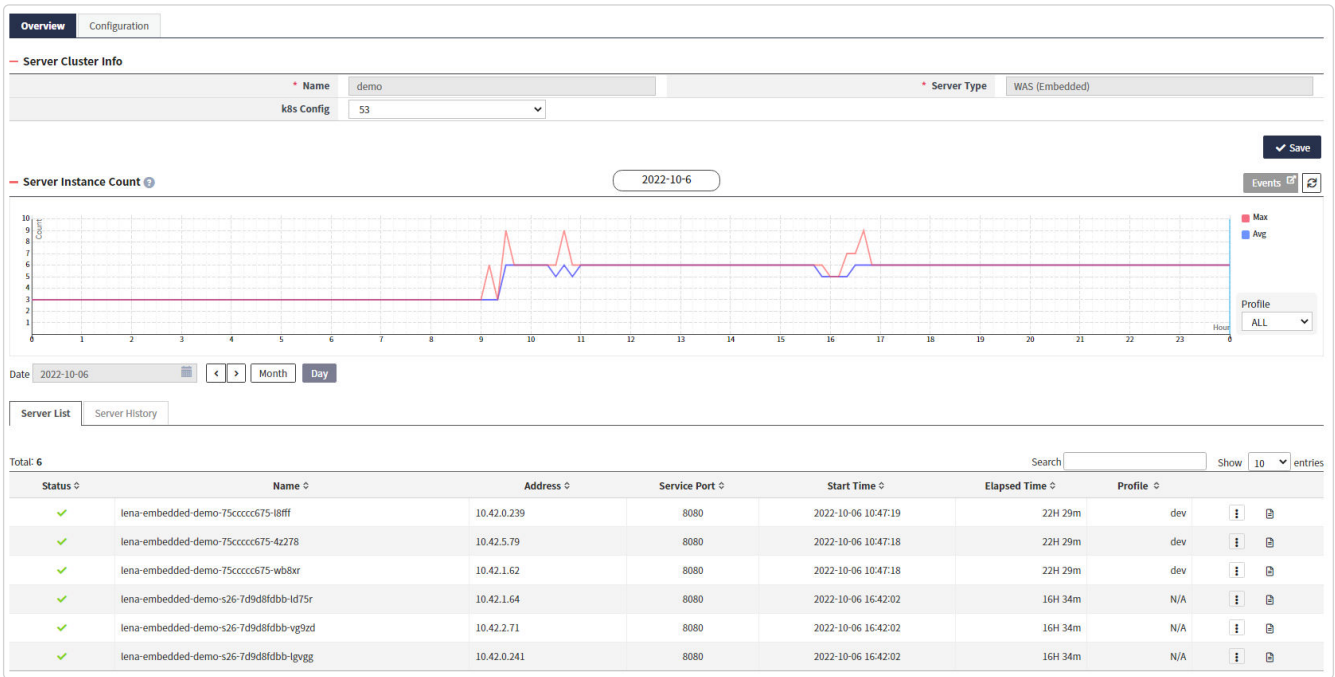 Overview Configuration
Server Cluster Info
* Name demo * Server Type WAS (Embedded)
k8s Config 53
Save
Server Instance Count ? 2022-10-6 Events
Max
Avg
Count
10
9
8
7
6
5
4
3
2
1
Profile
ALL
Hour
0 1 2 3 4 5 6 7 8 9 10 11 12 13 14 15 16 17 18 19 20 21 22 23 0
Date 2022-10-06 < > Month Day
Server List Server History
Total: 6 Search Show 10 entries
Status Name Address Service Port Start Time Elapsed Time Profile
lena-embedded-demo-75ccccc675-l8fff 10.42.0.239 8080 2022-10-06 10:47:19 22H 29m dev
lena-embedded-demo-75ccccc675-4z278 10.42.5.79 8080 2022-10-06 10:47:18 22H 29m dev
lena-embedded-demo-75ccccc675-wb8xr 10.42.1.62 8080 2022-10-06 10:47:18 22H 29m dev
lena-embedded-demo-s26-7d9d8fdbb-ld75r 10.42.1.64 8080 2022-10-06 16:42:02 16H 34m N/A
lena-embedded-demo-s26-7d9d8fdbb-vg9zd 10.42.2.71 8080 2022-10-06 16:42:02 16H 34m N/A
lena-embedded-demo-s26-7d9d8fdbb-lgvgg 10.42.0.241 8080 2022-10-06 16:42:02 16H 34m N/A